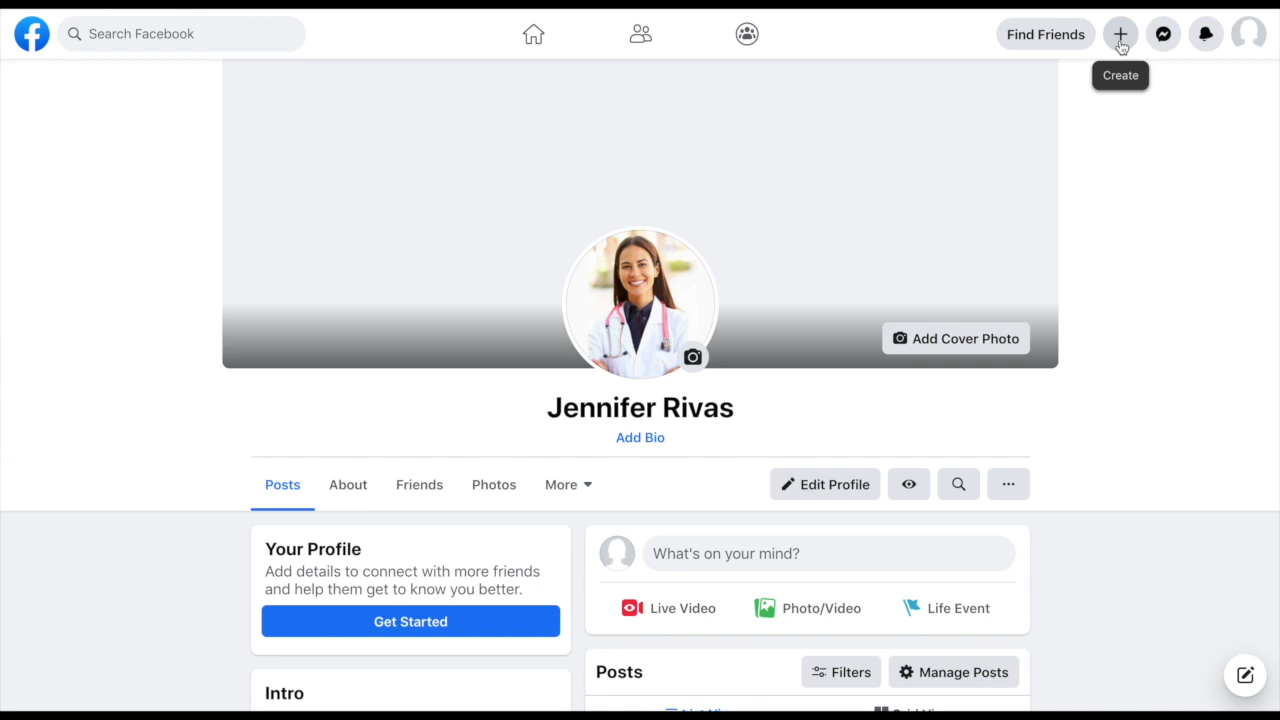 Search Facebook
Find Friends
Create
Add Cover Photo
Jennifer Rivas
Add Bio
Posts
About
Friends
Photos
More
Edit Profile
Your Profile
Add details to connect with more friends
and help them get to know you better.
Get Started
Intro
What's on your mind?
Live Video
Photo/Video
Life Event
Posts
Filters
Manage Posts